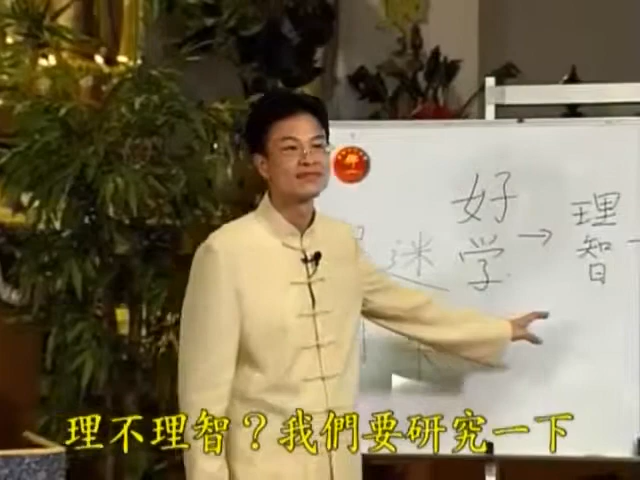 好学 → 理智
迷
理不理智？我們要研究一下